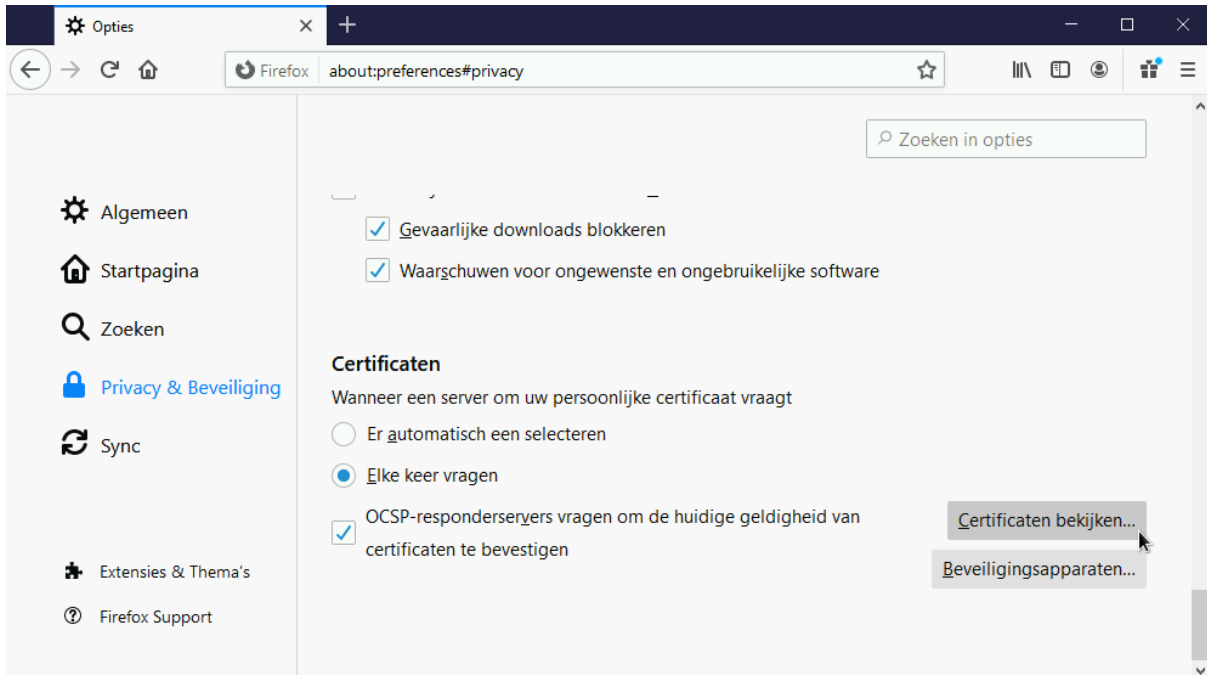 Opties
Firefox about:preferences#privacy
Zoeken in opties
Algemeen
Startpagina
Zoeken
Privacy & Beveiliging
Sync
Extensies & Thema's
Firefox Support
Gevaarlijke downloads blokkeren
Waarschuwen voor ongewenste en ongebruikelijke software
Certificaten
Wanneer een server om uw persoonlijke certificaat vraagt
Er automatisch een selecteren
Elke keer vragen
OCSP-responderservers vragen om de huidige geldigheid van
certificaten te bevestigen
Certificaten bekijken...
Beveiligingsapparaten...